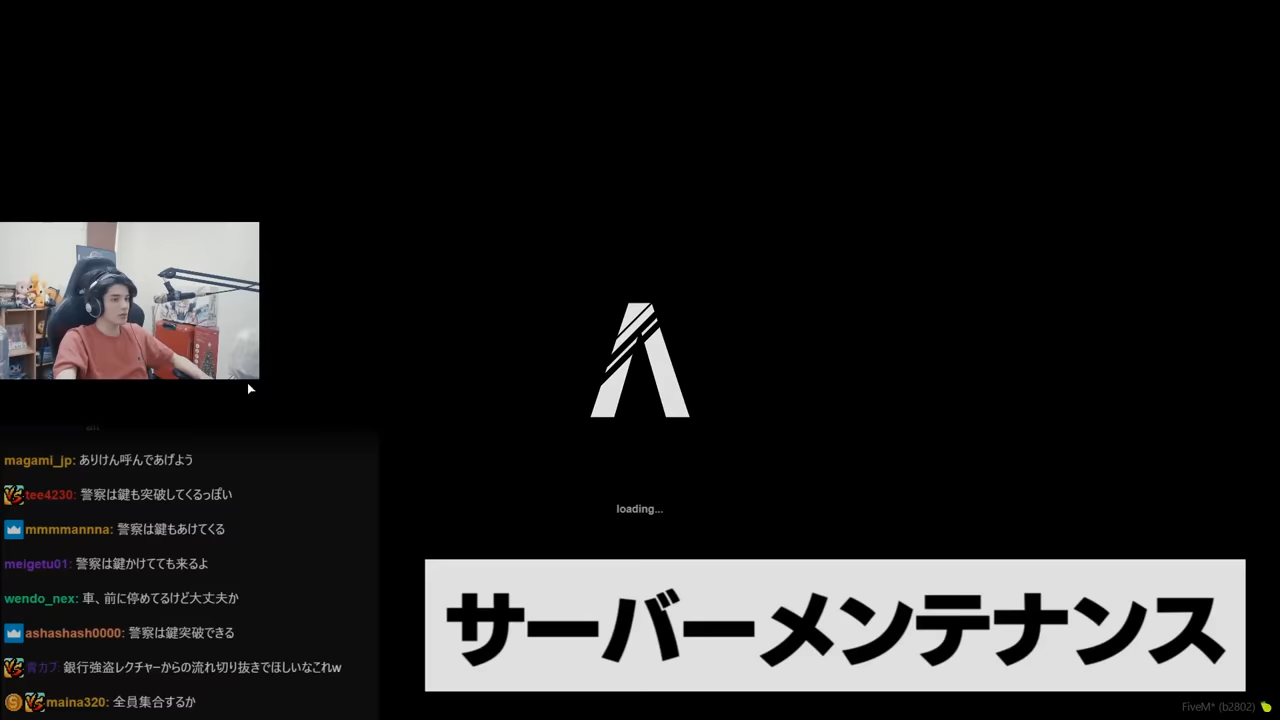 magami_jp: ありけん呼んであげよう
tee4230: 警察は鍵も突破してくるっぽい
mmmmannna: 警察は鍵もあけてくる
meigetu01: 警察は鍵かけてても来るよ
wendo_nex: 車、前に停めてるけど大丈夫か
ashashash0000: 警察は鍵突破できる
青カブ: 銀行強盗レクチャーからの流れ切り抜きでほしいなこれw
maina320: 全員集合するか
loading...
サーバーメンテナンス
FiveM* (b2802)